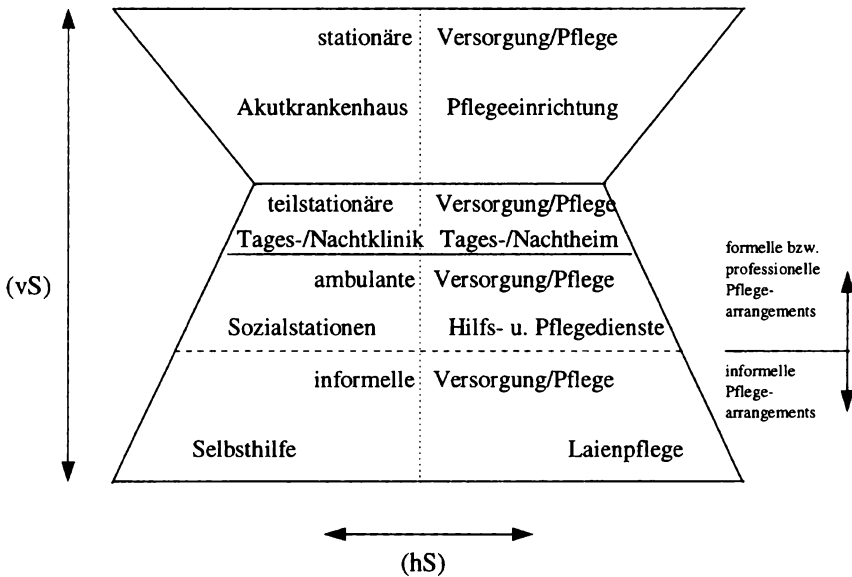 stationäre Versorgung/Pflege
Akutkrankenhaus Pflegeeinrichtung
teilstationäre Versorgung/Pflege
Tages-/Nachtklinik Tages-/Nachtheim
ambulante Versorgung/Pflege
Sozialstationen Hilfs- u. Pflegedienste
informelle Versorgung/Pflege
Selbsthilfe Laienpflege
(vS)
formelle bzw.
professionelle
Pflege-
arrangements
informelle
Pflege-
arrangements
(hS)